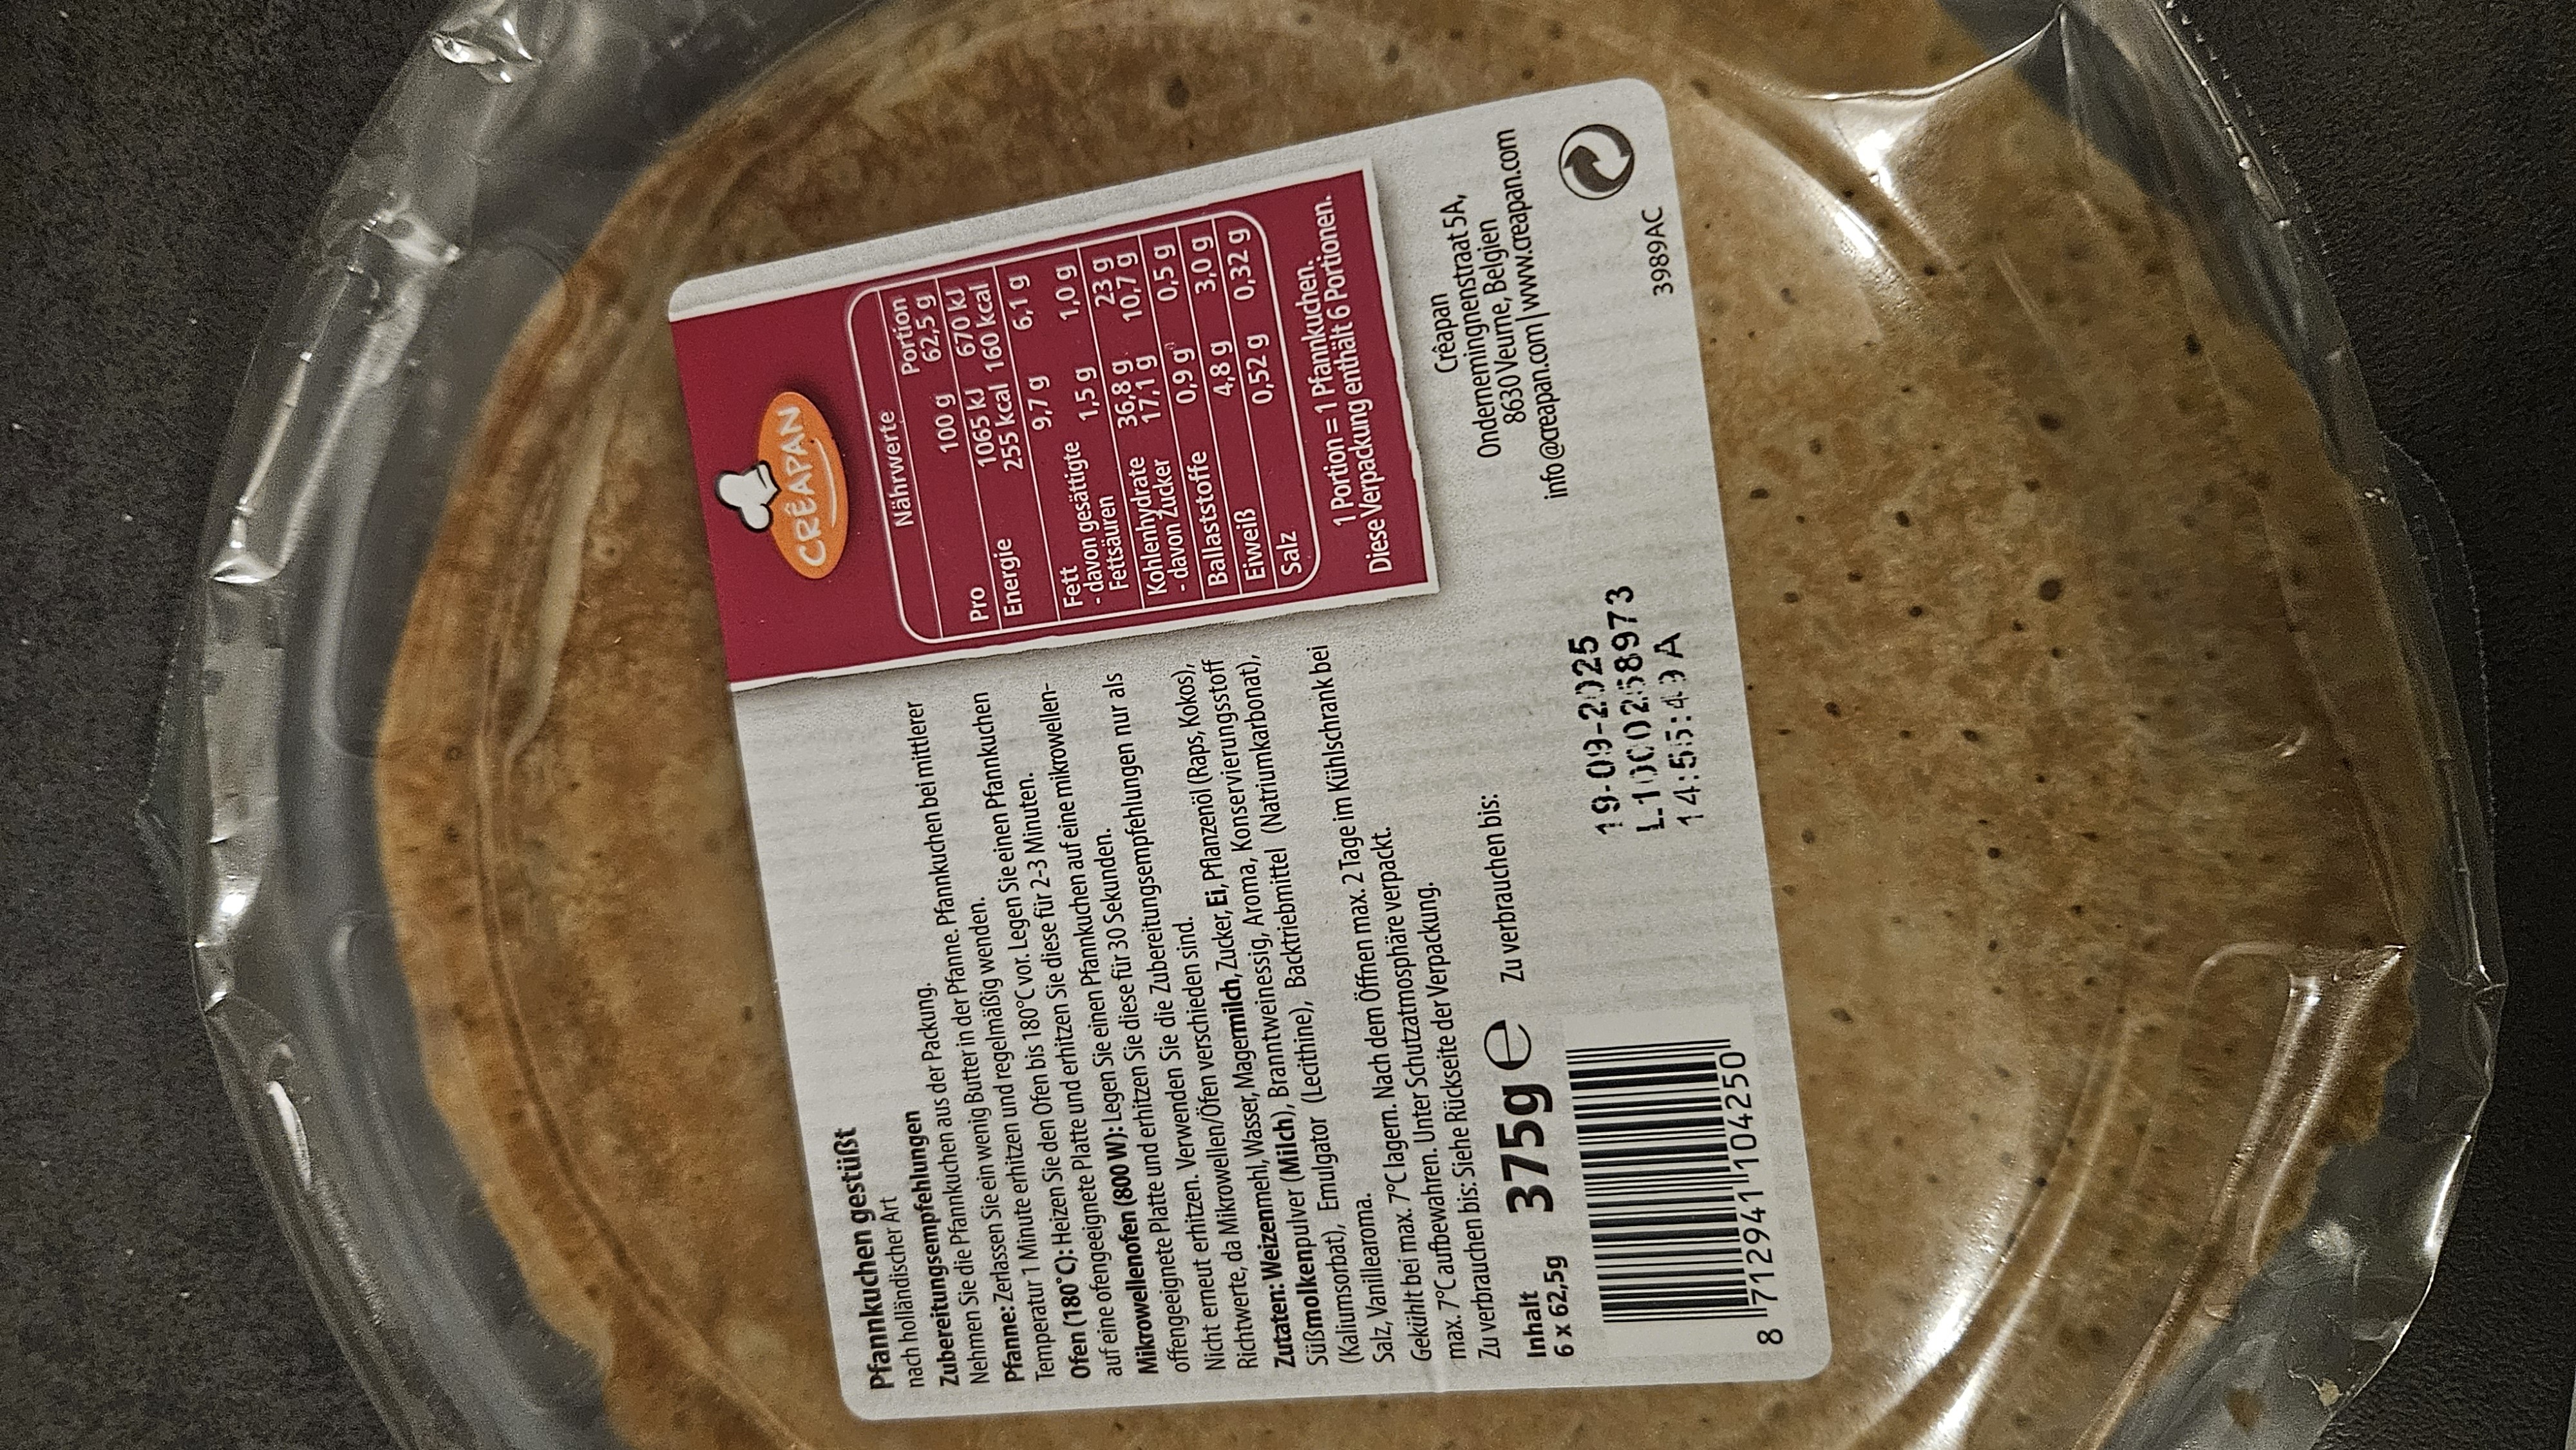 Pfannkuchen gestüßt
nach holländischer Art
Zubereitungsempfehlungen
Nehmen Sie die Pfannkuchen aus der Packung.
Pfanne: Zerlassen Sie ein wenig Butter in der Pfanne. Pfannkuchen bei mittlerer
Temperatur 1 Minute erhitzen und regelmäßig wenden.
Ofen (180°C): Heizen Sie den Ofen bis 180°C vor. Legen Sie einen Pfannkuchen
auf eine ofengeeignete Platte und erhitzen Sie diese für 2-3 Minuten.
Mikrowellenofen (800 W): Legen Sie einen Pfannkuchen auf eine mikrowellen-
offengeeignete Platte und erhitzen Sie diese für 30 Sekunden.
Nicht erneut erhitzen. Verwenden Sie die Zubereitungsempfehlungen nur als
Richtwerte, da Mikrowellen/Öfen verschieden sind.
Zutaten: Weizenmehl, Wasser, Magermilch, Zucker, Ei, Pflanzenöl (Raps, Kokos),
Süßmolkenpulver (Milch), Branntweinessig, Aroma, Konservierungsstoff
(Kaliumsorbat), Emulgator (Lecithine), Backtriebmittel (Natriumkarbonat),
Salz, Vanillearoma.
Gekühlt bei max. 7°C lagern. Nach dem Öffnen max. 2 Tage im Kühlschrank bei
max. 7°C aufbewahren. Unter Schutzatmosphäre verpackt.
Zu verbrauchen bis: Siehe Rückseite der Verpackung.
Inhalt
6 x 62,5g
375g e
Zu verbrauchen bis:
19-09-2025
L1000258973
14:55:49A
8 712941 104250
CRÊAPAN
Nährwerte
Pro 100 g Portion 62,5 g
Energie 1065 kJ 670 kJ
255 kcal 160 kcal
Fett 9,7 g 6,1 g
- davon gesättigte
Fettsäuren 1,5 g 1,0 g
Kohlenhydrate 36,8 g 23 g
- davon Zucker 17,1 g 10,7 g
Ballaststoffe 0,9 g 0,5 g
Eiweiß 4,8 g 3,0 g
Salz 0,52 g 0,32 g
1 Portion = 1 Pfannkuchen.
Diese Verpackung enthält 6 Portionen.
Crêapan
Ondernemingnenstraat 5A,
8630 Veurne, Belgien
info@creapan.com | www.creapan.com
3989AC